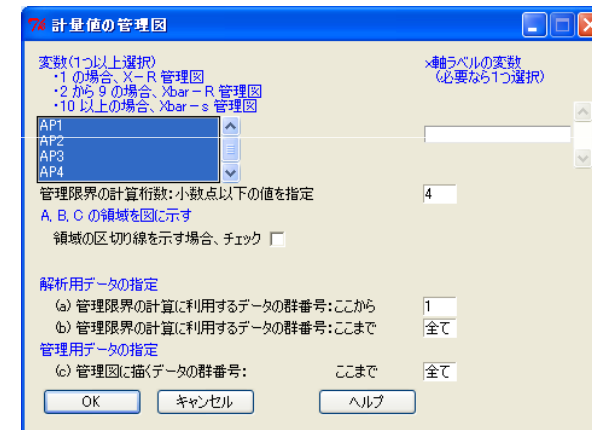 計量値の管理図
変数(1つ以上選択)
・1 の場合、X－R 管理図
・2 から 9 の場合、Xbar－R 管理図
・10 以上の場合、Xbar－s 管理図
x軸ラベルの変数
(必要なら1つ選択)
AP1
AP2
AP3
AP4
管理限界の計算桁数:小数点以下の値を指定 4
A, B, C の領域を図に示す
領域の区切り線を示す場合、チェック
解析用データの指定
(a) 管理限界の計算に利用するデータの群番号:ここから 1
(b) 管理限界の計算に利用するデータの群番号:ここまで 全て
管理用データの指定
(c) 管理図に描くデータの群番号: ここまで 全て
OK キャンセル ヘルプ